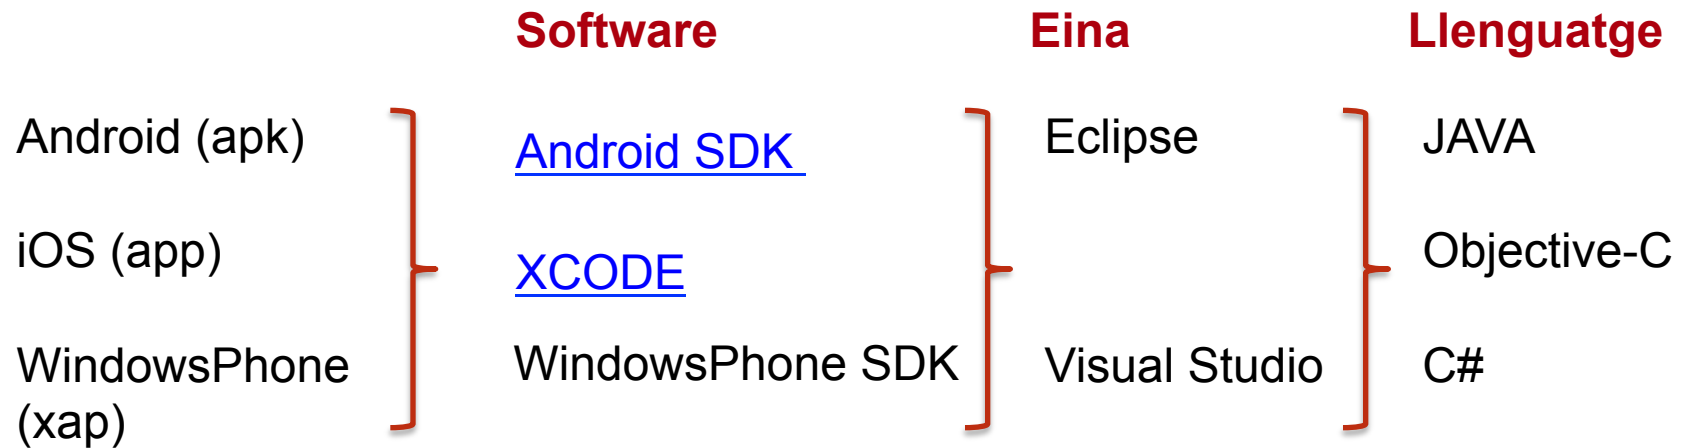 Software Eina Llenguatge
Android (apk) Android SDK Eclipse JAVA
iOS (app) XCODE Objective-C
WindowsPhone WindowsPhone SDK Visual Studio C#
(xap)